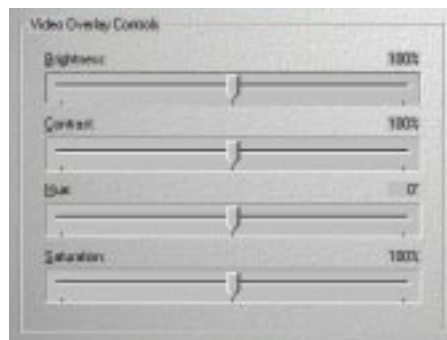 Video Overlay Controls
Brightness: 100%
Contrast: 100%
Hue: 0°
Saturation: 100%